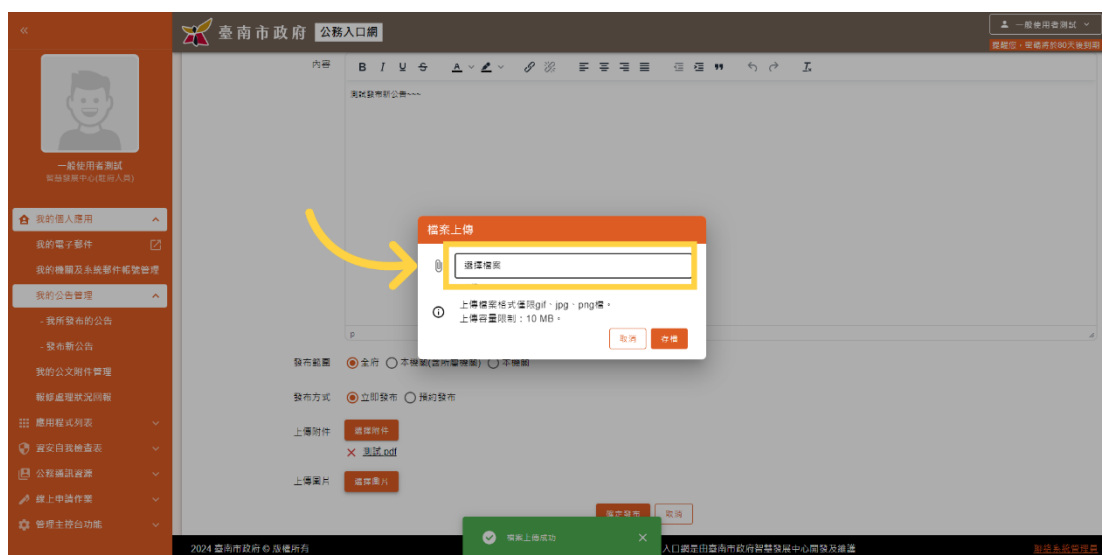 臺南市政府 公務入口網
一般使用者測試
提醒您，密碼將於80天後到期
一般使用者測試
智慧發展中心(駐府人員)
我的個人應用
我的電子郵件
我的機關及系統郵件帳號管理
我的公告管理
- 我所發布的公告
- 發布新公告
我的公文附件管理
報修處理狀況回報
應用程式列表
資安自我檢查表
公務通訊資源
線上申請作業
管理主控台功能
內容
測試發布新公告~~~
檔案上傳
選擇檔案
上傳檔案格式僅限gif、jpg、png檔。
上傳容量限制：10 MB。
取消 存檔
p
發布範圍 全府 本機關(含所屬機關) 本機關
發布方式 立即發布 預約發布
上傳附件 選擇附件
測試.pdf
上傳圖片 選擇圖片
確定發布 取消
檔案上傳成功
2024 臺南市政府 © 版權所有
入口網是由臺南市政府智慧發展中心開發及維護
聯絡系統管理員